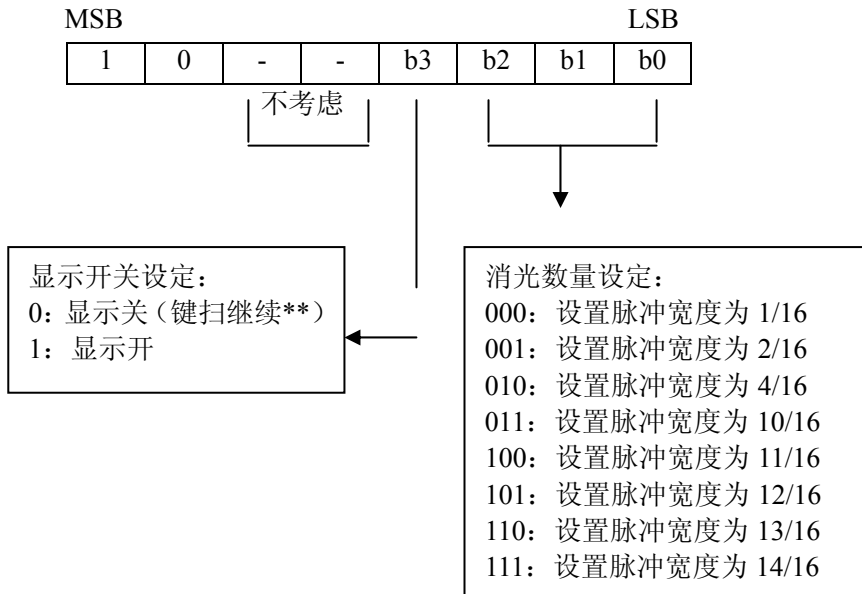 MSB LSB
1 0 - - b3 b2 b1 b0
不考虑
显示开关设定：
0：显示关（键扫继续**）
1：显示开
消光数量设定：
000：设置脉冲宽度为 1/16
001：设置脉冲宽度为 2/16
010：设置脉冲宽度为 4/16
011：设置脉冲宽度为 10/16
100：设置脉冲宽度为 11/16
101：设置脉冲宽度为 12/16
110：设置脉冲宽度为 13/16
111：设置脉冲宽度为 14/16